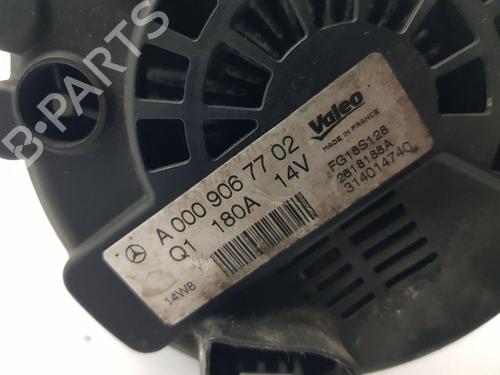 B-PARTS
A 000 906 77 02
Q1 180A 14V
14W8
Valeo
MADE IN FRANCE
FG18S128
2618188A
314014740